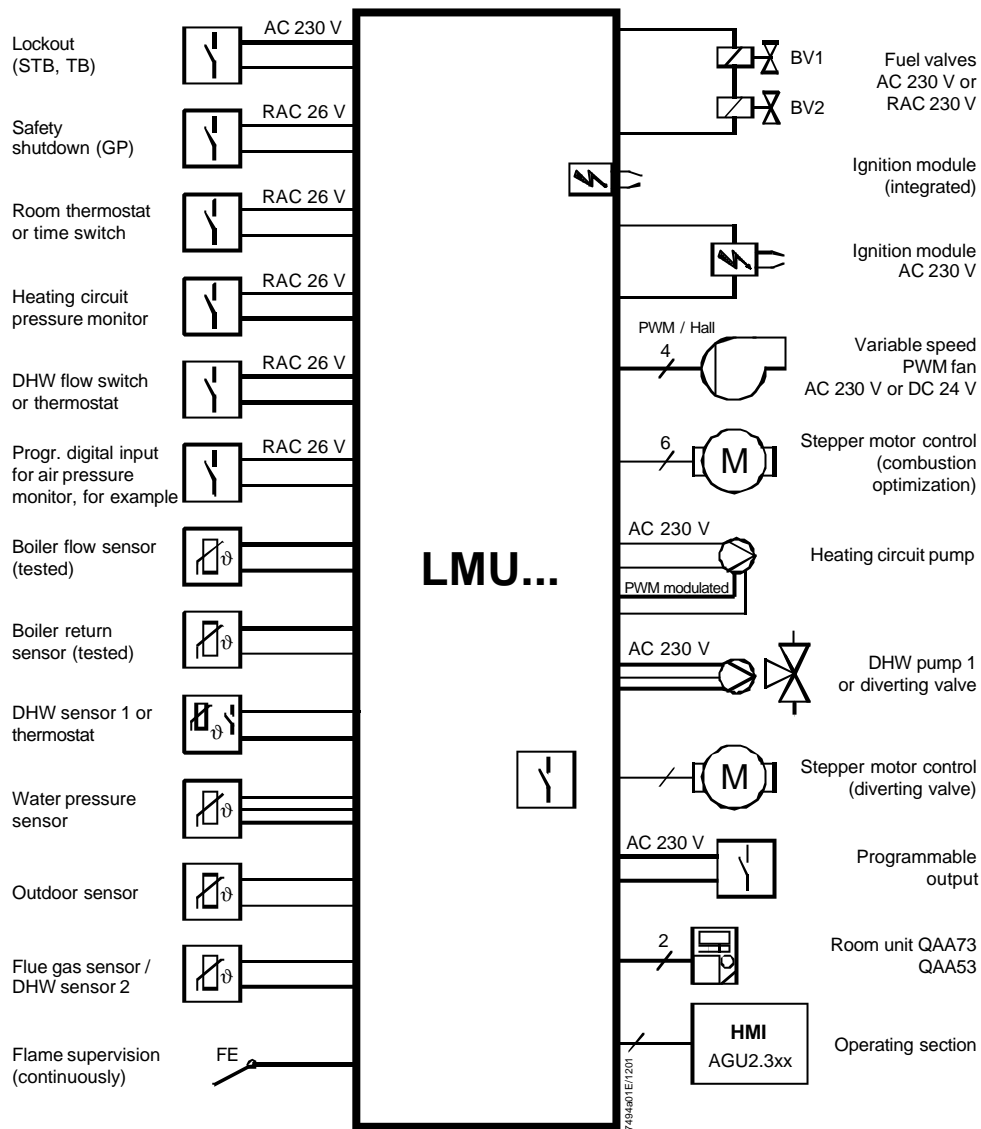 Lockout
(STB, TB)
AC 230 V
Safety
shutdown (GP)
RAC 26 V
Room thermostat
or time switch
RAC 26 V
Heating circuit
pressure monitor
RAC 26 V
DHW flow switch
or thermostat
RAC 26 V
Progr. digital input
for air pressure
monitor, for example
RAC 26 V
Boiler flow sensor
(tested)
ϑ
Boiler return
sensor (tested)
ϑ
DHW sensor 1 or
thermostat
ϑ
Water pressure
sensor
ϑ
Outdoor sensor
ϑ
Flue gas sensor /
DHW sensor 2
ϑ
Flame supervision
(continuously)
FE
LMU...
BV1
BV2
Fuel valves
AC 230 V or
RAC 230 V
Ignition module
(integrated)
Ignition module
AC 230 V
PWM / Hall
4
Variable speed
PWM fan
AC 230 V or DC 24 V
6
M
Stepper motor control
(combustion
optimization)
AC 230 V
PWM modulated
Heating circuit pump
AC 230 V
DHW pump 1
or diverting valve
M
Stepper motor control
(diverting valve)
AC 230 V
Programmable
output
2
Room unit QAA73
QAA53
HMI
AGU2.3xx
Operating section
7494a01E/1201